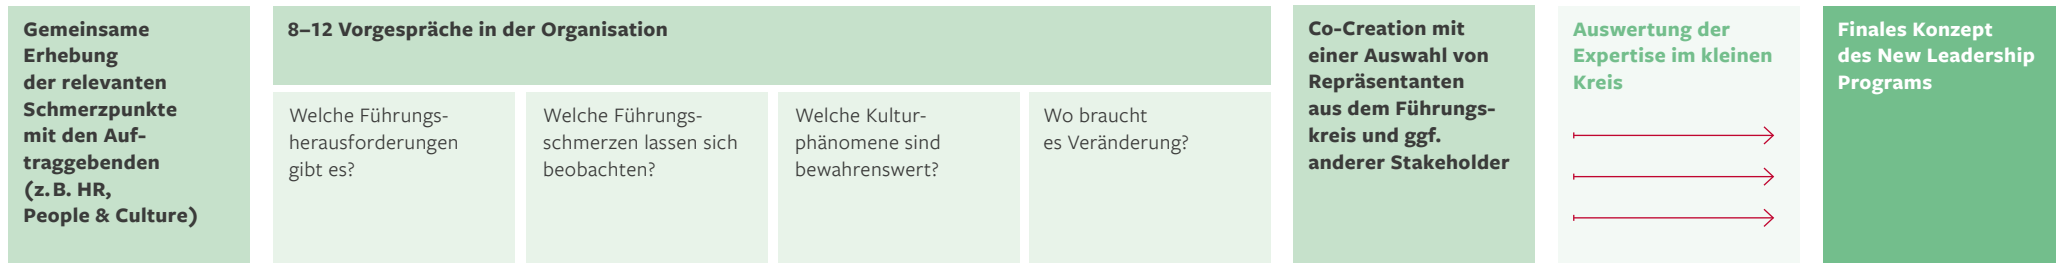 Gemeinsame
Erhebung
der relevanten
Schmerzpunkte
mit den Auf-
traggebenden
(z. B. HR,
People & Culture)
8–12 Vorgespräche in der Organisation
Welche Führungs-
herausforderungen
gibt es?
Welche Führungs-
schmerzen lassen sich
beobachten?
Welche Kultur-
phänomene sind
bewahrenswert?
Wo braucht
es Veränderung?
Co-Creation mit
einer Auswahl von
Repräsentanten
aus dem Führungs-
kreis und ggf.
anderer Stakeholder
Auswertung der
Expertise im kleinen
Kreis
Finales Konzept
des New Leadership
Programs